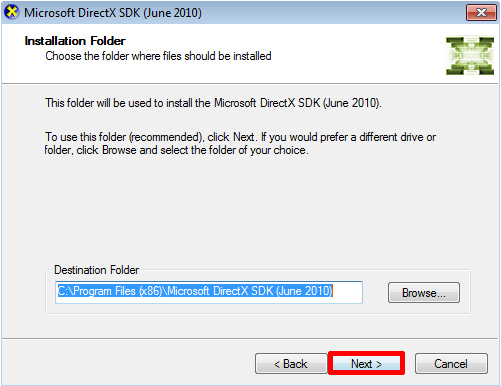 Microsoft DirectX SDK (June 2010)
Installation Folder
Choose the folder where files should be installed
This folder will be used to install the Microsoft DirectX SDK (June 2010).
To use this folder (recommended), click Next. If you would prefer a different drive or
folder, click Browse and select the folder of your choice.
Destination Folder
C:\Program Files (x86)\Microsoft DirectX SDK (June 2010)
Browse...
< Back
Next >
Cancel